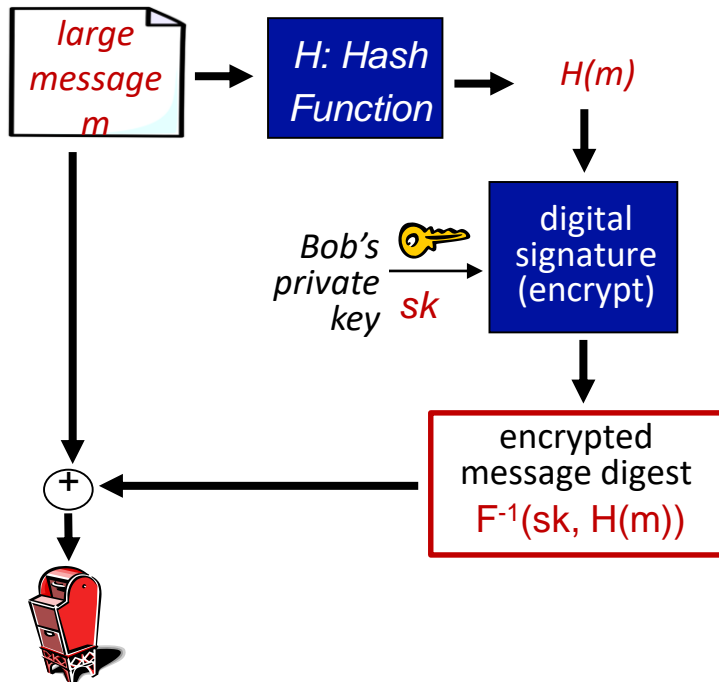 large
message
m
H: Hash
Function
H(m)
digital
signature
(encrypt)
Bob’s
private
key
sk
encrypted
message digest
F⁻¹(sk, H(m))
+